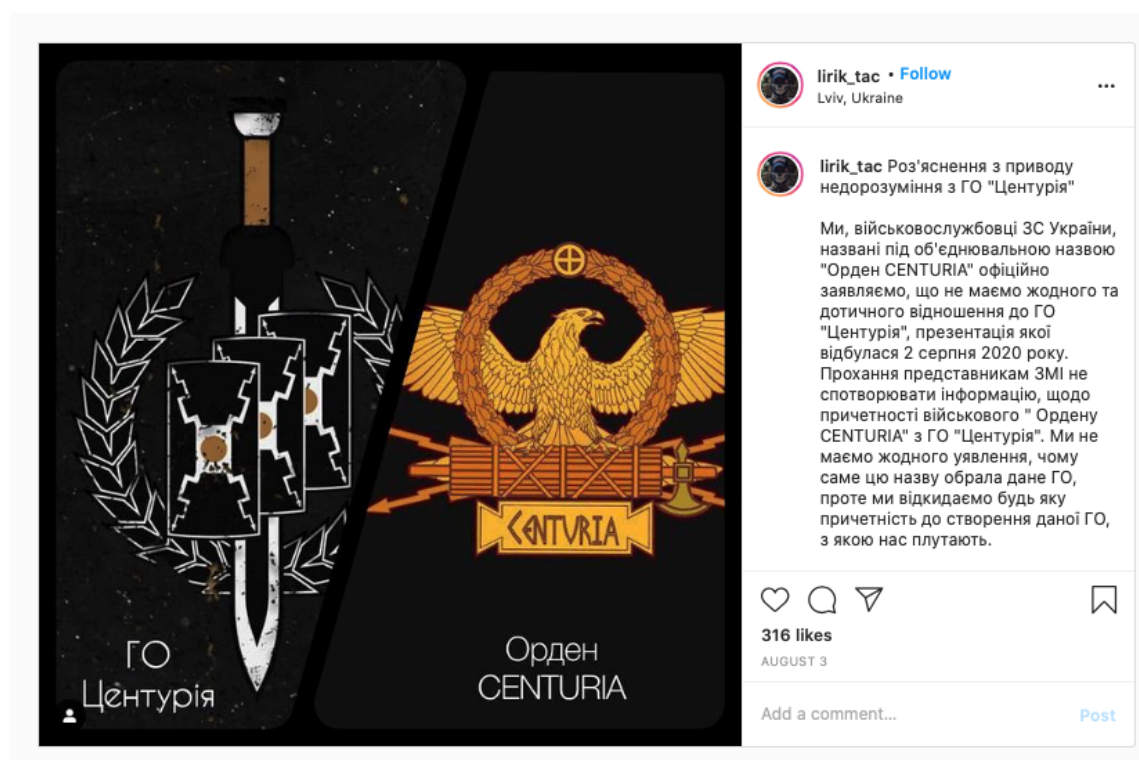 ГО
Центурія
CENTURIA
Орден
CENTURIA
lirik_tac • Follow
Lviv, Ukraine
lirik_tac Роз'яснення з приводу
недорозуміння з ГО "Центурія"
Ми, військовослужбовці ЗС України,
названі під об'єднювальною назвою
"Орден CENTURIA" офіційно
заявляємо, що не маємо жодного та
дотичного відношення до ГО
"Центурія", презентація якої
відбулася 2 серпня 2020 року.
Прохання представникам ЗМІ не
спотворювати інформацію, щодо
причетності військового " Ордену
CENTURIA" з ГО "Центурія". Ми не
маємо жодного уявлення, чому
саме цю назву обрала дане ГО,
проте ми відкидаємо будь яку
причетність до створення даної ГО,
з якою нас плутають.
316 likes
AUGUST 3
Add a comment...
Post